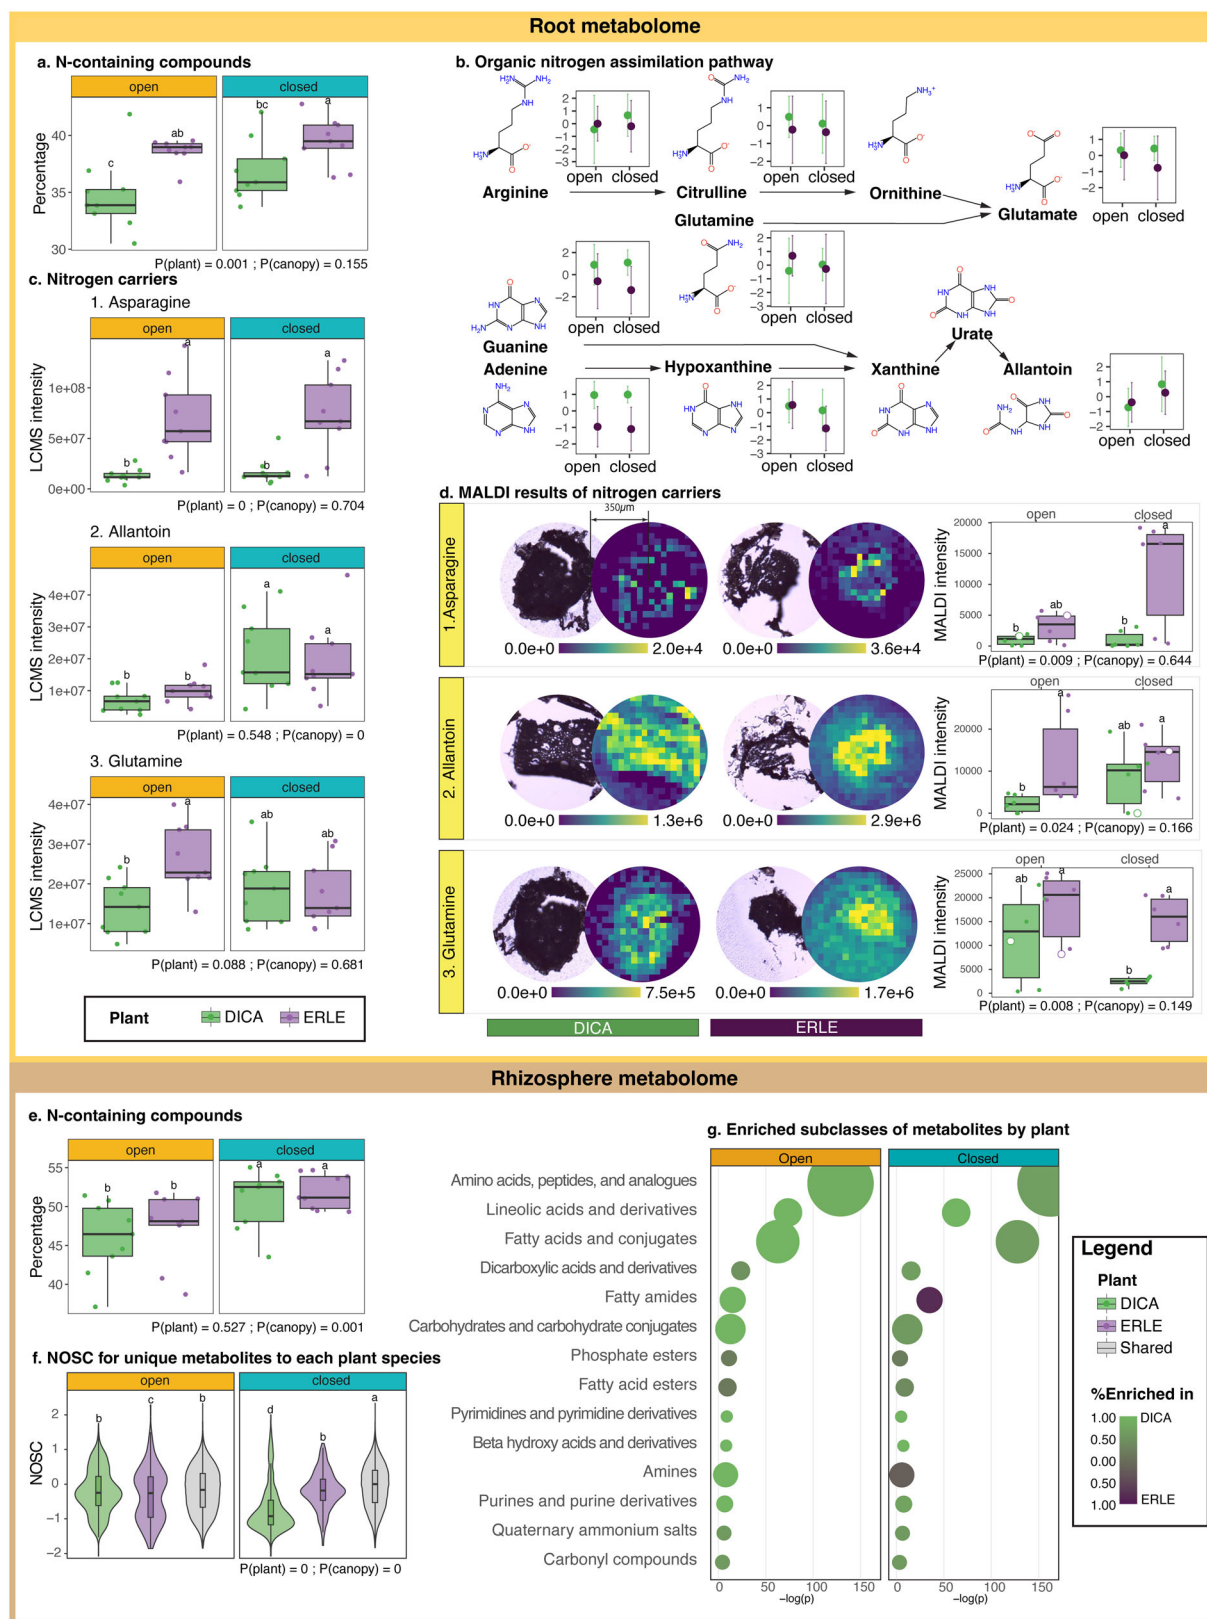 Root metabolome
a. N-containing compounds
open
closed
Percentage
40
35
30
c
ab
bc
a
P(plant) = 0.001 ; P(canopy) = 0.155
b. Organic nitrogen assimilation pathway
Arginine
Citrulline
Ornithine
Glutamine
Glutamate
Guanine
Adenine
Hypoxanthine
Xanthine
Urate
Allantoin
open closed
open closed
open closed
open closed
open closed
open closed
open closed
open closed
c. Nitrogen carriers
1. Asparagine
open
closed
LCMS intensity
1e+08
5e+07
0e+00
b
a
b
a
P(plant) = 0 ; P(canopy) = 0.704
2. Allantoin
open
closed
LCMS intensity
4e+07
3e+07
2e+07
1e+07
b
b
a
a
P(plant) = 0.548 ; P(canopy) = 0
3. Glutamine
open
closed
LCMS intensity
4e+07
3e+07
2e+07
1e+07
b
a
ab
ab
P(plant) = 0.088 ; P(canopy) = 0.681
Plant
DICA
ERLE
d. MALDI results of nitrogen carriers
1.Asparagine
350µm
0.0e+0
2.0e+4
0.0e+0
3.6e+4
open
closed
MALDI intensity
20000
15000
10000
5000
0
b
ab
b
a
P(plant) = 0.009 ; P(canopy) = 0.644
2. Allantoin
0.0e+0
1.3e+6
0.0e+0
2.9e+6
open
closed
MALDI intensity
20000
10000
0
b
a
ab
a
P(plant) = 0.024 ; P(canopy) = 0.166
3. Glutamine
0.0e+0
7.5e+5
0.0e+0
1.7e+6
open
closed
MALDI intensity
25000
20000
15000
10000
5000
0
ab
a
b
a
P(plant) = 0.008 ; P(canopy) = 0.149
DICA
ERLE
Rhizosphere metabolome
e. N-containing compounds
open
closed
Percentage
55
50
45
40
b
b
a
a
P(plant) = 0.527 ; P(canopy) = 0.001
f. NOSC for unique metabolites to each plant species
open
closed
NOSC
2
1
0
−1
−2
b
c
b
d
b
a
P(plant) = 0 ; P(canopy) = 0
g. Enriched subclasses of metabolites by plant
Open
Closed
Amino acids, peptides, and analogues
Lineolic acids and derivatives
Fatty acids and conjugates
Dicarboxylic acids and derivatives
Fatty amides
Carbohydrates and carbohydrate conjugates
Phosphate esters
Fatty acid esters
Pyrimidines and pyrimidine derivatives
Beta hydroxy acids and derivatives
Amines
Purines and purine derivatives
Quaternary ammonium salts
Carbonyl compounds
0 50 100 150
0 50 100 150
−log(p)
−log(p)
Legend
Plant
DICA
ERLE
Shared
%Enriched in
1.00 DICA
0.50
0.00
0.50
1.00 ERLE